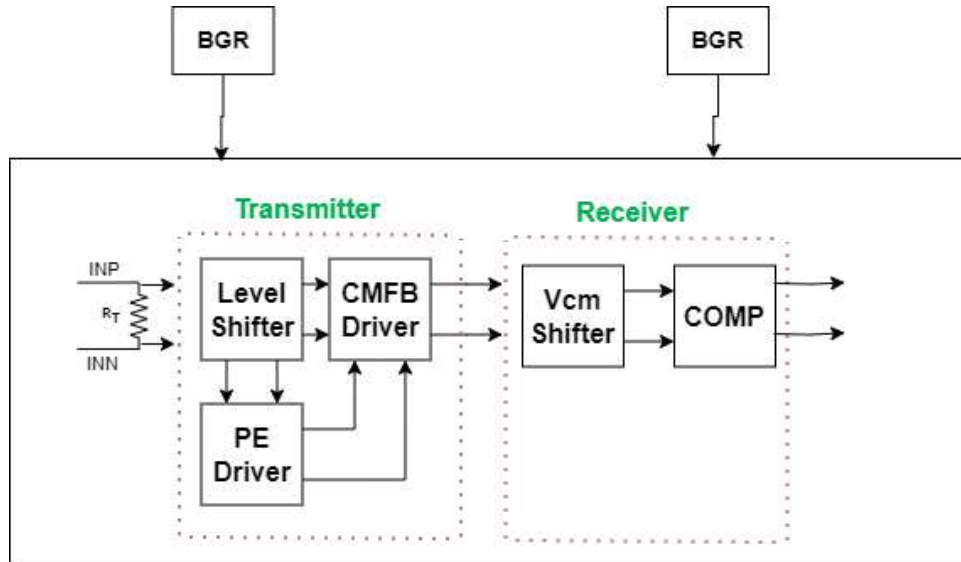 BGR
BGR
Transmitter
Receiver
INP
RT
INN
Level
Shifter
CMFB
Driver
Vcm
Shifter
COMP
PE
Driver